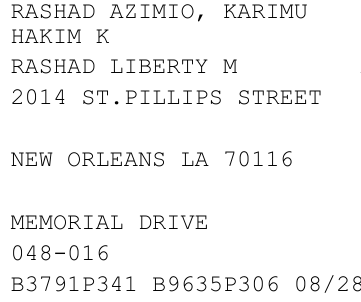 RASHAD AZIMIO, KARIMU
HAKIM K
RASHAD LIBERTY M
2014 ST.PILLIPS STREET
NEW ORLEANS LA 70116
MEMORIAL DRIVE
048-016
B3791P341 B9635P306 08/28